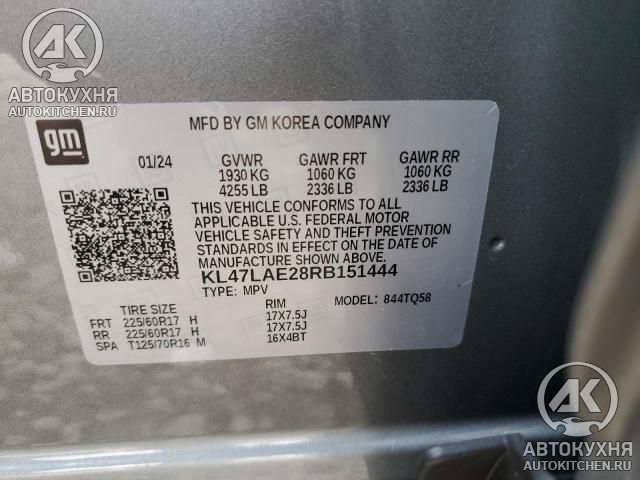 AK
АВТОКУХНЯ
AUTOKITCHEN.RU
gm
MFD BY GM KOREA COMPANY
01/24 GVWR GAWR FRT GAWR RR
1930 KG 1060 KG 1060 KG
4255 LB 2336 LB 2336 LB
THIS VEHICLE CONFORMS TO ALL
APPLICABLE U.S. FEDERAL MOTOR
VEHICLE SAFETY AND THEFT PREVENTION
STANDARDS IN EFFECT ON THE DATE OF
MANUFACTURE SHOWN ABOVE.
KL47LAE28RB151444
TYPE: MPV MODEL: 844TQ58
TIRE SIZE RIM
FRT 225/60R17 H 17X7.5J
RR 225/60R17 H 17X7.5J
SPA T125/70R16 M 16X4BT
AK
АВТОКУХНЯ
AUTOKITCHEN.RU